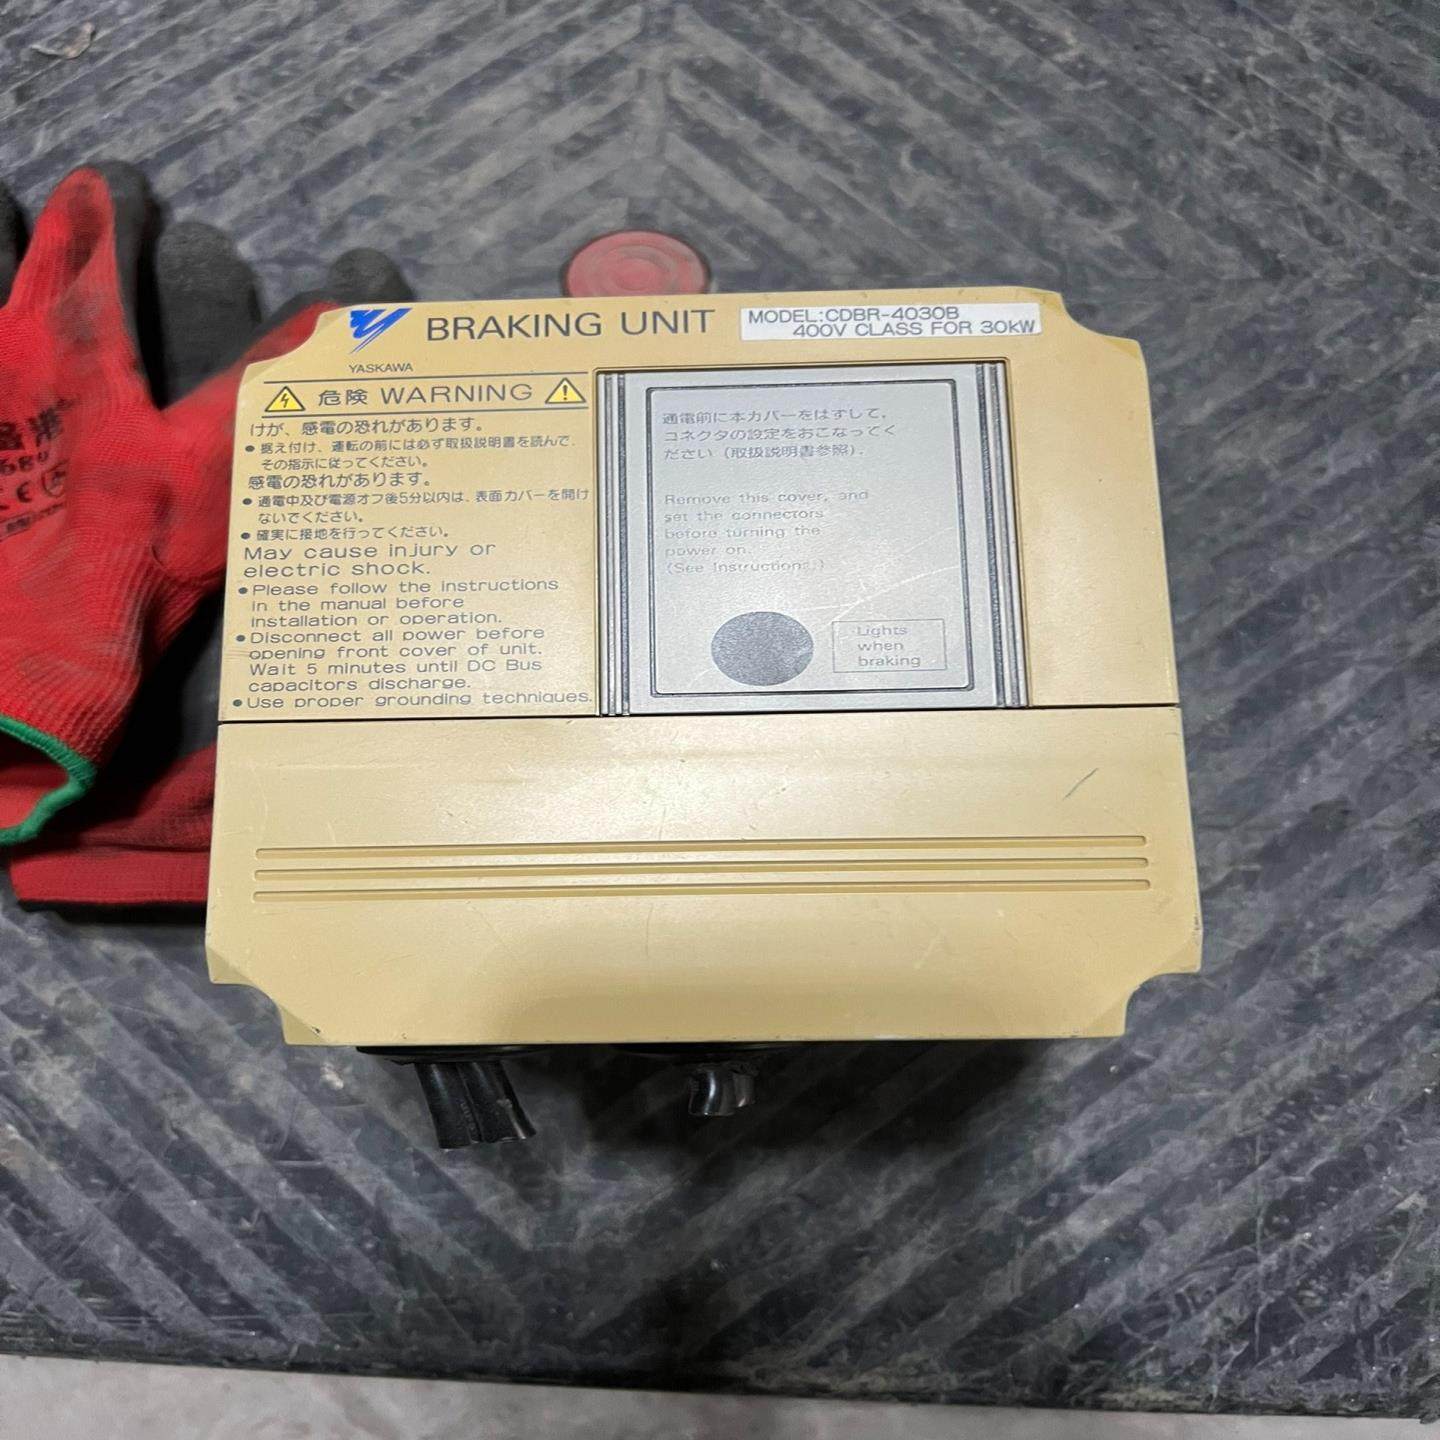 BRAKING UNIT
MODEL:CDBR-4030B
400V CLASS FOR 30kW
YASKAWA
危険 WARNING
けが、感電の恐れがあります。
● 据え付け、運転の前には必ず取扱説明書を読んで、
その指示に従ってください。
感電の恐れがあります。
● 通電中及び電源オフ後5分以内は、表面カバーを開け
ないでください。
● 確実に接地を行ってください。
May cause injury or
electric shock.
● Please follow the instructions
in the manual before
installation or operation.
● Disconnect all power before
opening front cover of unit.
Wait 5 minutes until DC Bus
capacitors discharge.
● Use proper grounding techniques.
通電前に本カバーをはずして、
コネクタの設定をおこなってく
ださい（取扱説明書参照）．
Remove this cover, and
set the connectors
before turning the
power on.
(See Instructions.)
Lights
when
braking